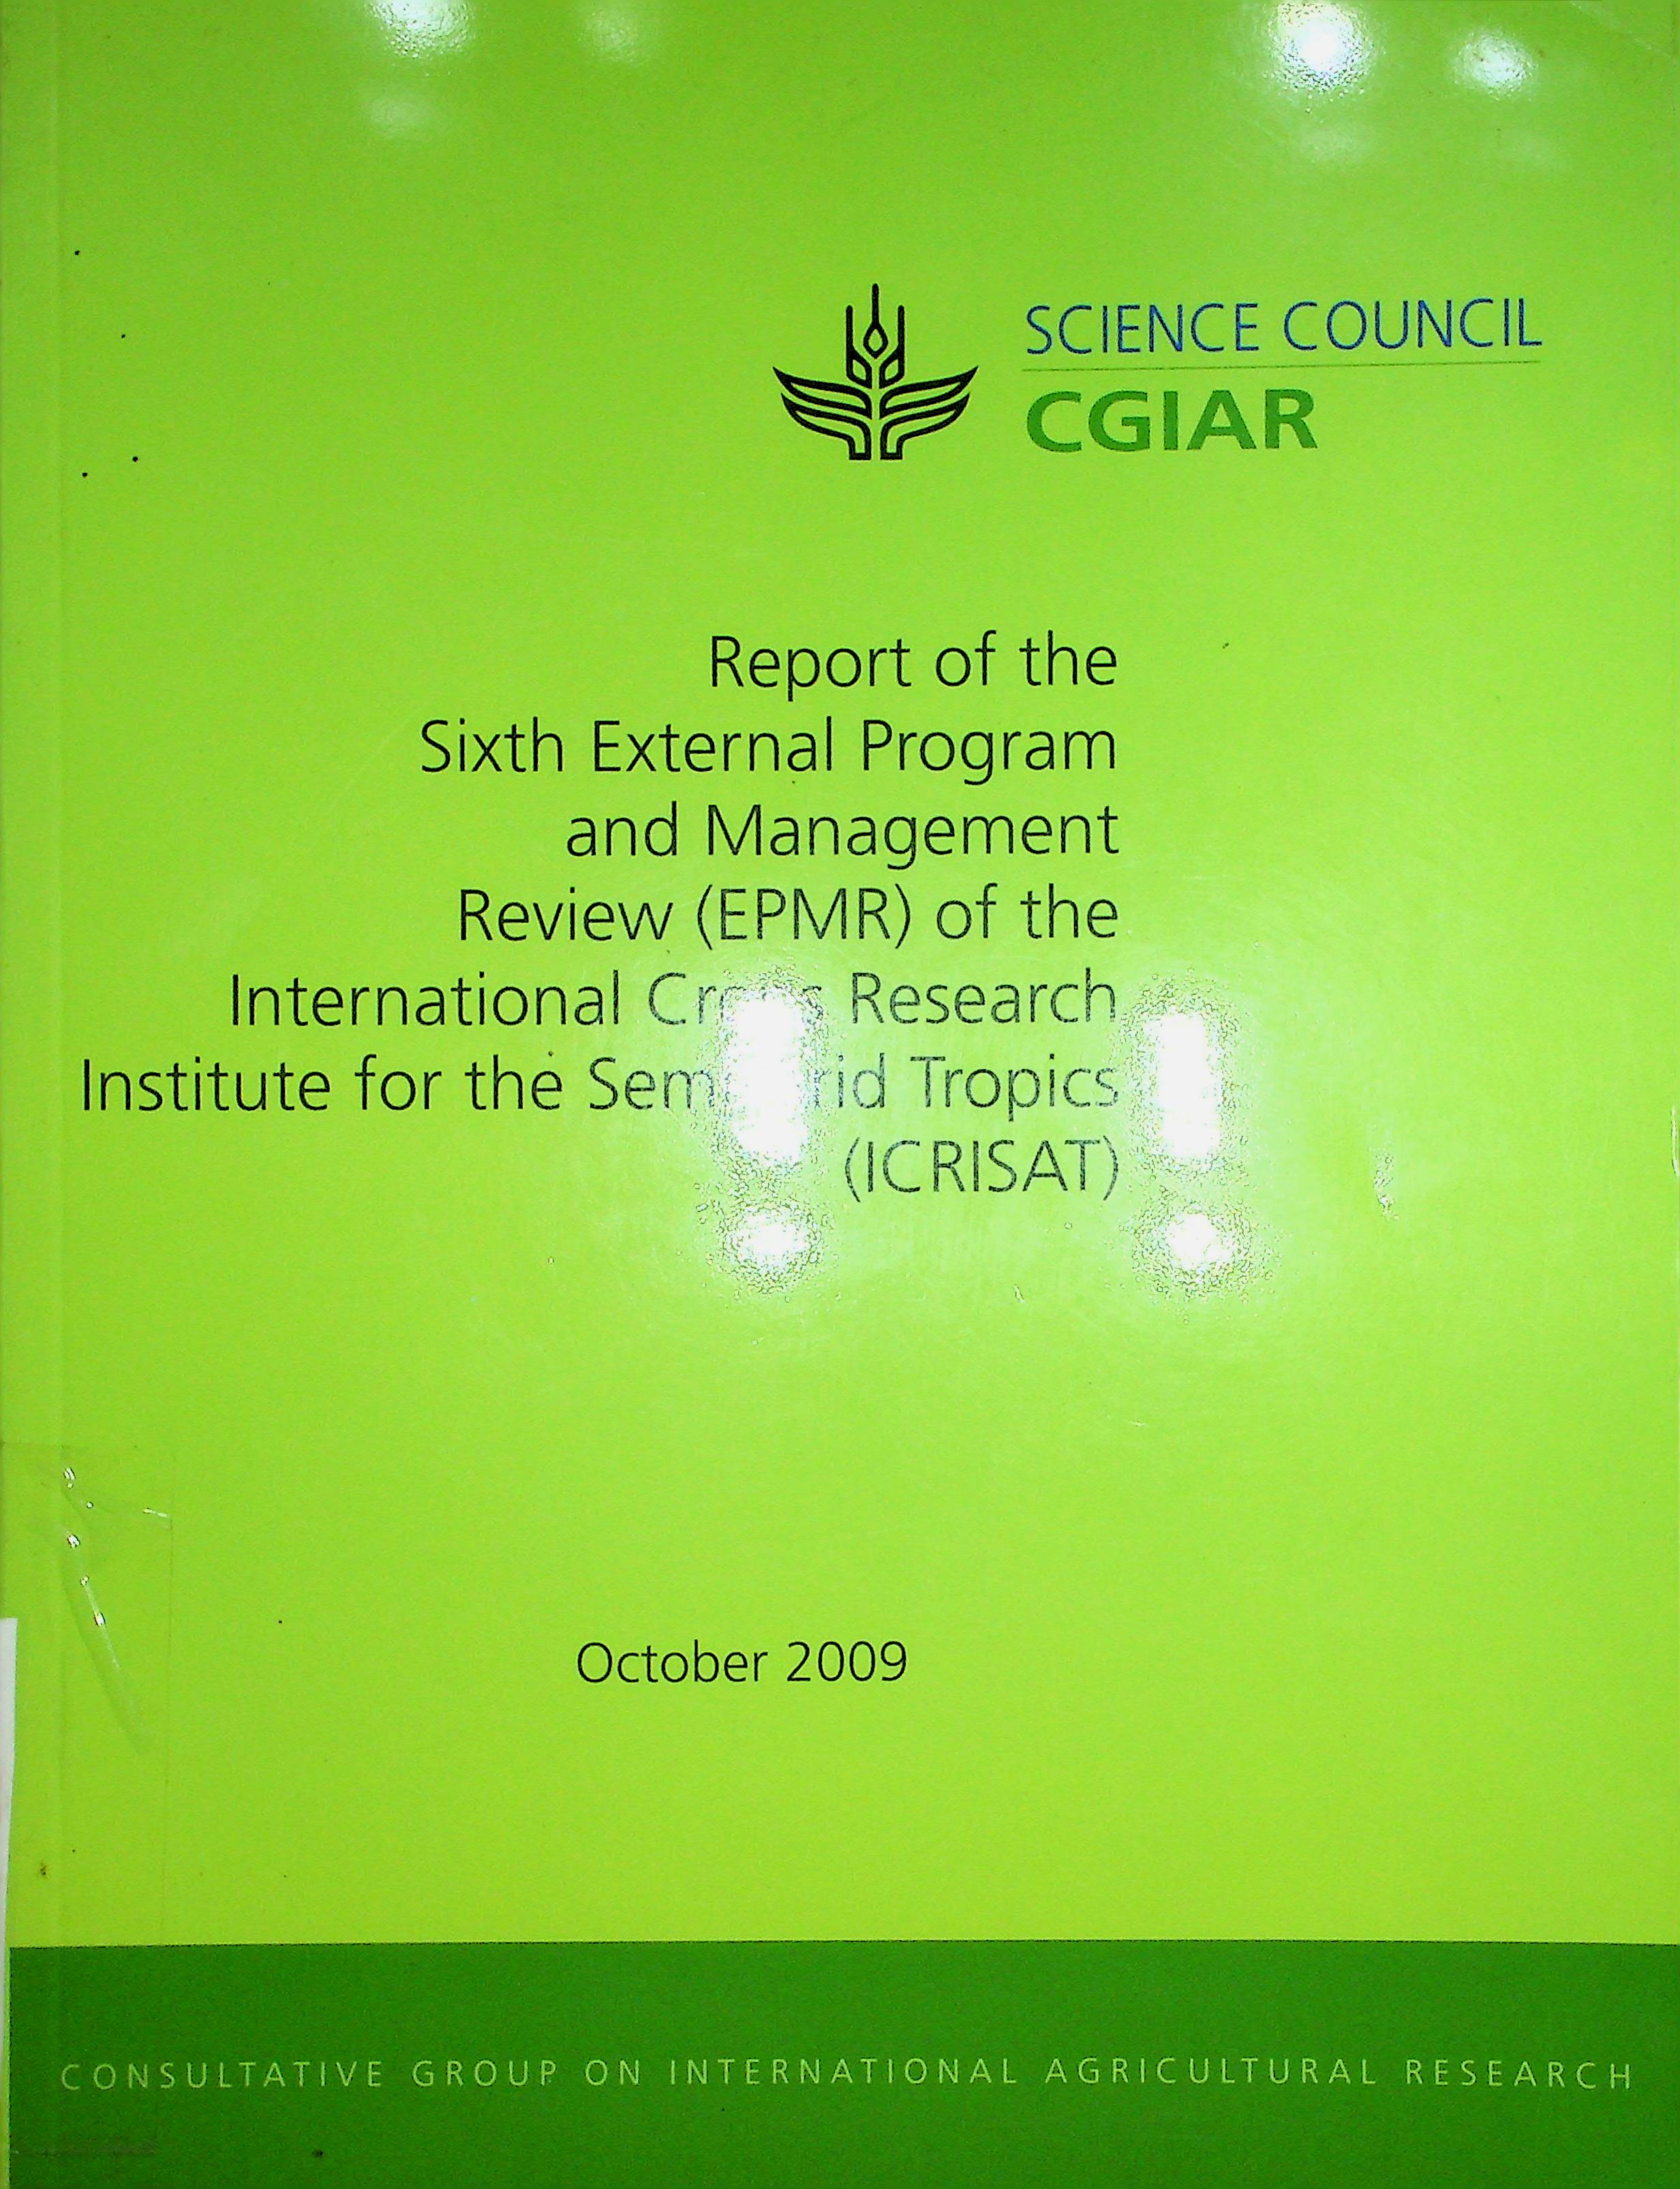 SCIENCE COUNCIL
CGIAR
Report of the
Sixth External Program
and Management
Review (EPMR) of the
International Crops Research
Institute for the Tropics
(ICRISAT)
October 2009
CONSULTATIVE GROUP ON INTERNATIONAL AGRICULTURAL RESEARCH